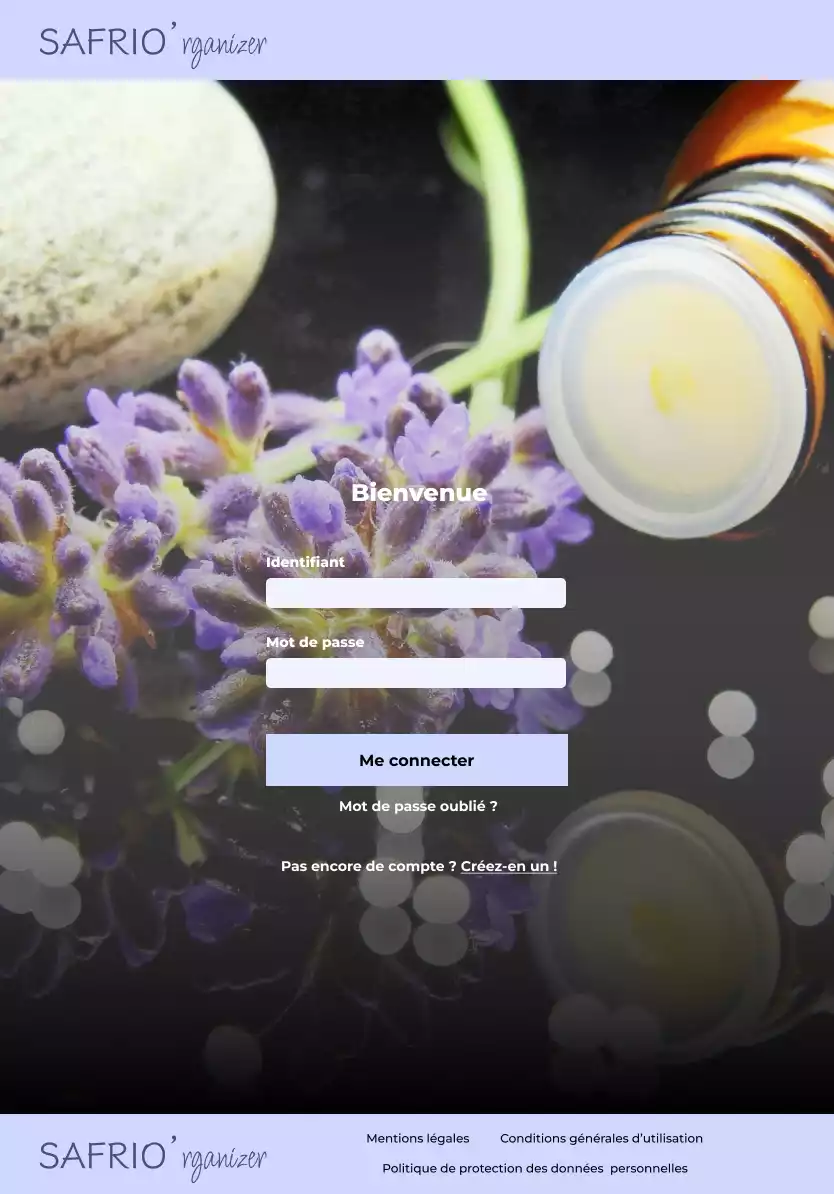 SAFRIO’rganizer
Bienvenue
Identifiant
Mot de passe
Me connecter
Mot de passe oublié ?
Pas encore de compte ? Créez-en un !
SAFRIO’rganizer
Mentions légales Conditions générales d’utilisation
Politique de protection des données personnelles